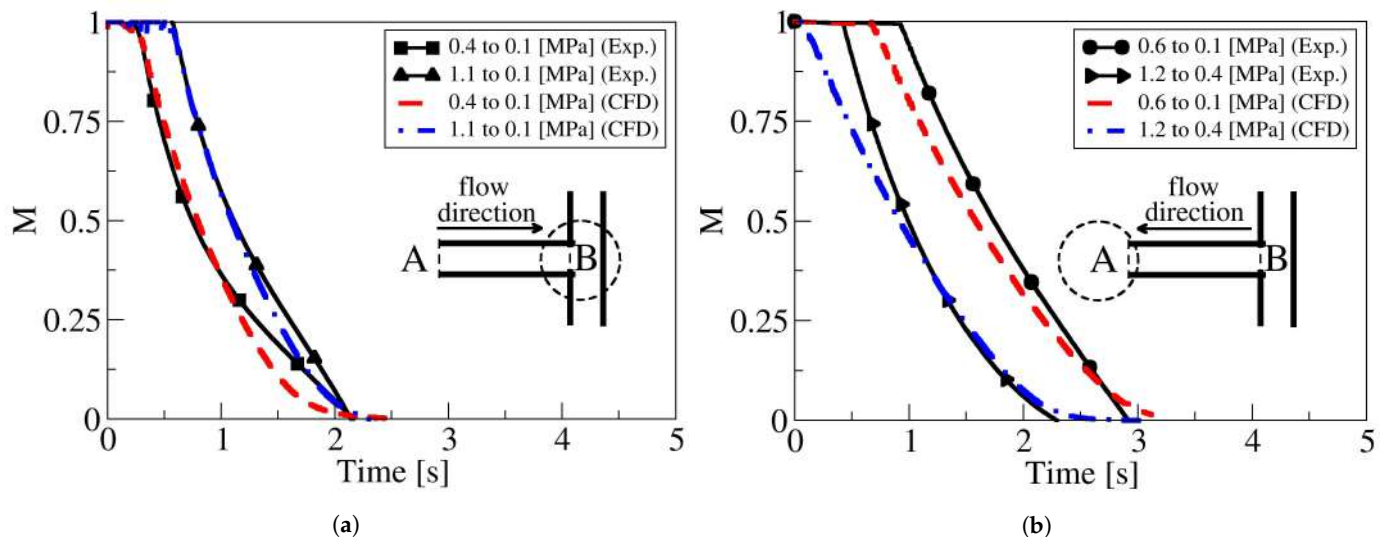 1
0.75
0.5
0.25
0
M
0.4 to 0.1 [MPa] (Exp.)
1.1 to 0.1 [MPa] (Exp.)
0.4 to 0.1 [MPa] (CFD)
1.1 to 0.1 [MPa] (CFD)
flow
direction
A
B
0 1 2 3 4 5
Time [s]
(a)
1
0.75
0.5
0.25
0
M
0.6 to 0.1 [MPa] (Exp.)
1.2 to 0.4 [MPa] (Exp.)
0.6 to 0.1 [MPa] (CFD)
1.2 to 0.4 [MPa] (CFD)
flow
direction
A
B
0 1 2 3 4 5
Time [s]
(b)